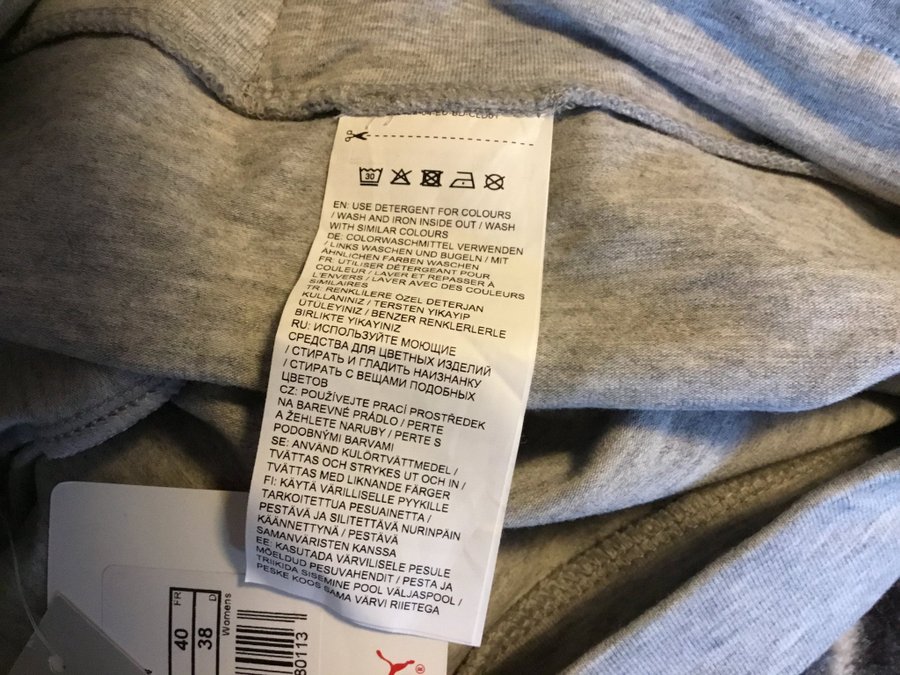 30
EN: USE DETERGENT FOR COLOURS
/ WASH AND IRON INSIDE OUT / WASH
WITH SIMILAR COLOURS
DE: COLORWASCHMITTEL VERWENDEN
/ LINKS WASCHEN UND BUGELN / MIT
ÄHNLICHEN FARBEN WASCHEN
FR: UTILISER DÉTERGEANT POUR
COULEUR / LAVER ET REPASSER À
L'ENVERS / LAVER AVEC DES COULEURS
SIMILAIRES
TR: RENKLILERE ÖZEL DETERJAN
KULLANINIZ / TERSTEN YIKAYIP
ÜTÜLEYINIZ / BENZER RENKLERLERLE
BIRLIKTE YIKAYINIZ
RU: ИСПОЛЬЗУЙТЕ МОЮЩИЕ
СРЕДСТВА ДЛЯ ЦВЕТНЫХ ИЗДЕЛИЙ
/ СТИРАТЬ И ГЛАДИТЬ НАИЗНАНКУ
/ СТИРАТЬ С ВЕЩАМИ ПОДОБНЫХ
ЦВЕТОВ
CZ: POUŽÍVEJTE PRACÍ PROSTŘEDEK
NA BAREVNÉ PRÁDLO / PERTE
A ŽEHLETE NARUBY / PERTE S
PODOBNÝMI BARVAMI
SE: ANVÄND KULÖRTVÄTTMEDEL /
TVÄTTAS OCH STRYKES UT OCH IN /
TVÄTTAS MED LIKNANDE FÄRGER
FI: KÄYTÄ VÄRILLISELLE PYYKILLE
TARKOITETTUA PESUAINETTA /
PESTÄVÄ JA SILITETTÄVÄ NURINPÄIN
KÄÄNNETTYNÄ / PESTÄVÄ
SAMANVÄRISTEN KANSSA
EE: KASUTADA VÄRVILISELE PESULE
MÕELDUD PESUVAHENDIT / PESTA JA
TRIIKIDA SISEMINE POOL VÄLJASPOOL /
PESKE KOOS SAMA VÄRVI RIIETEGA
FR
40
D
38
Womens
80113
®